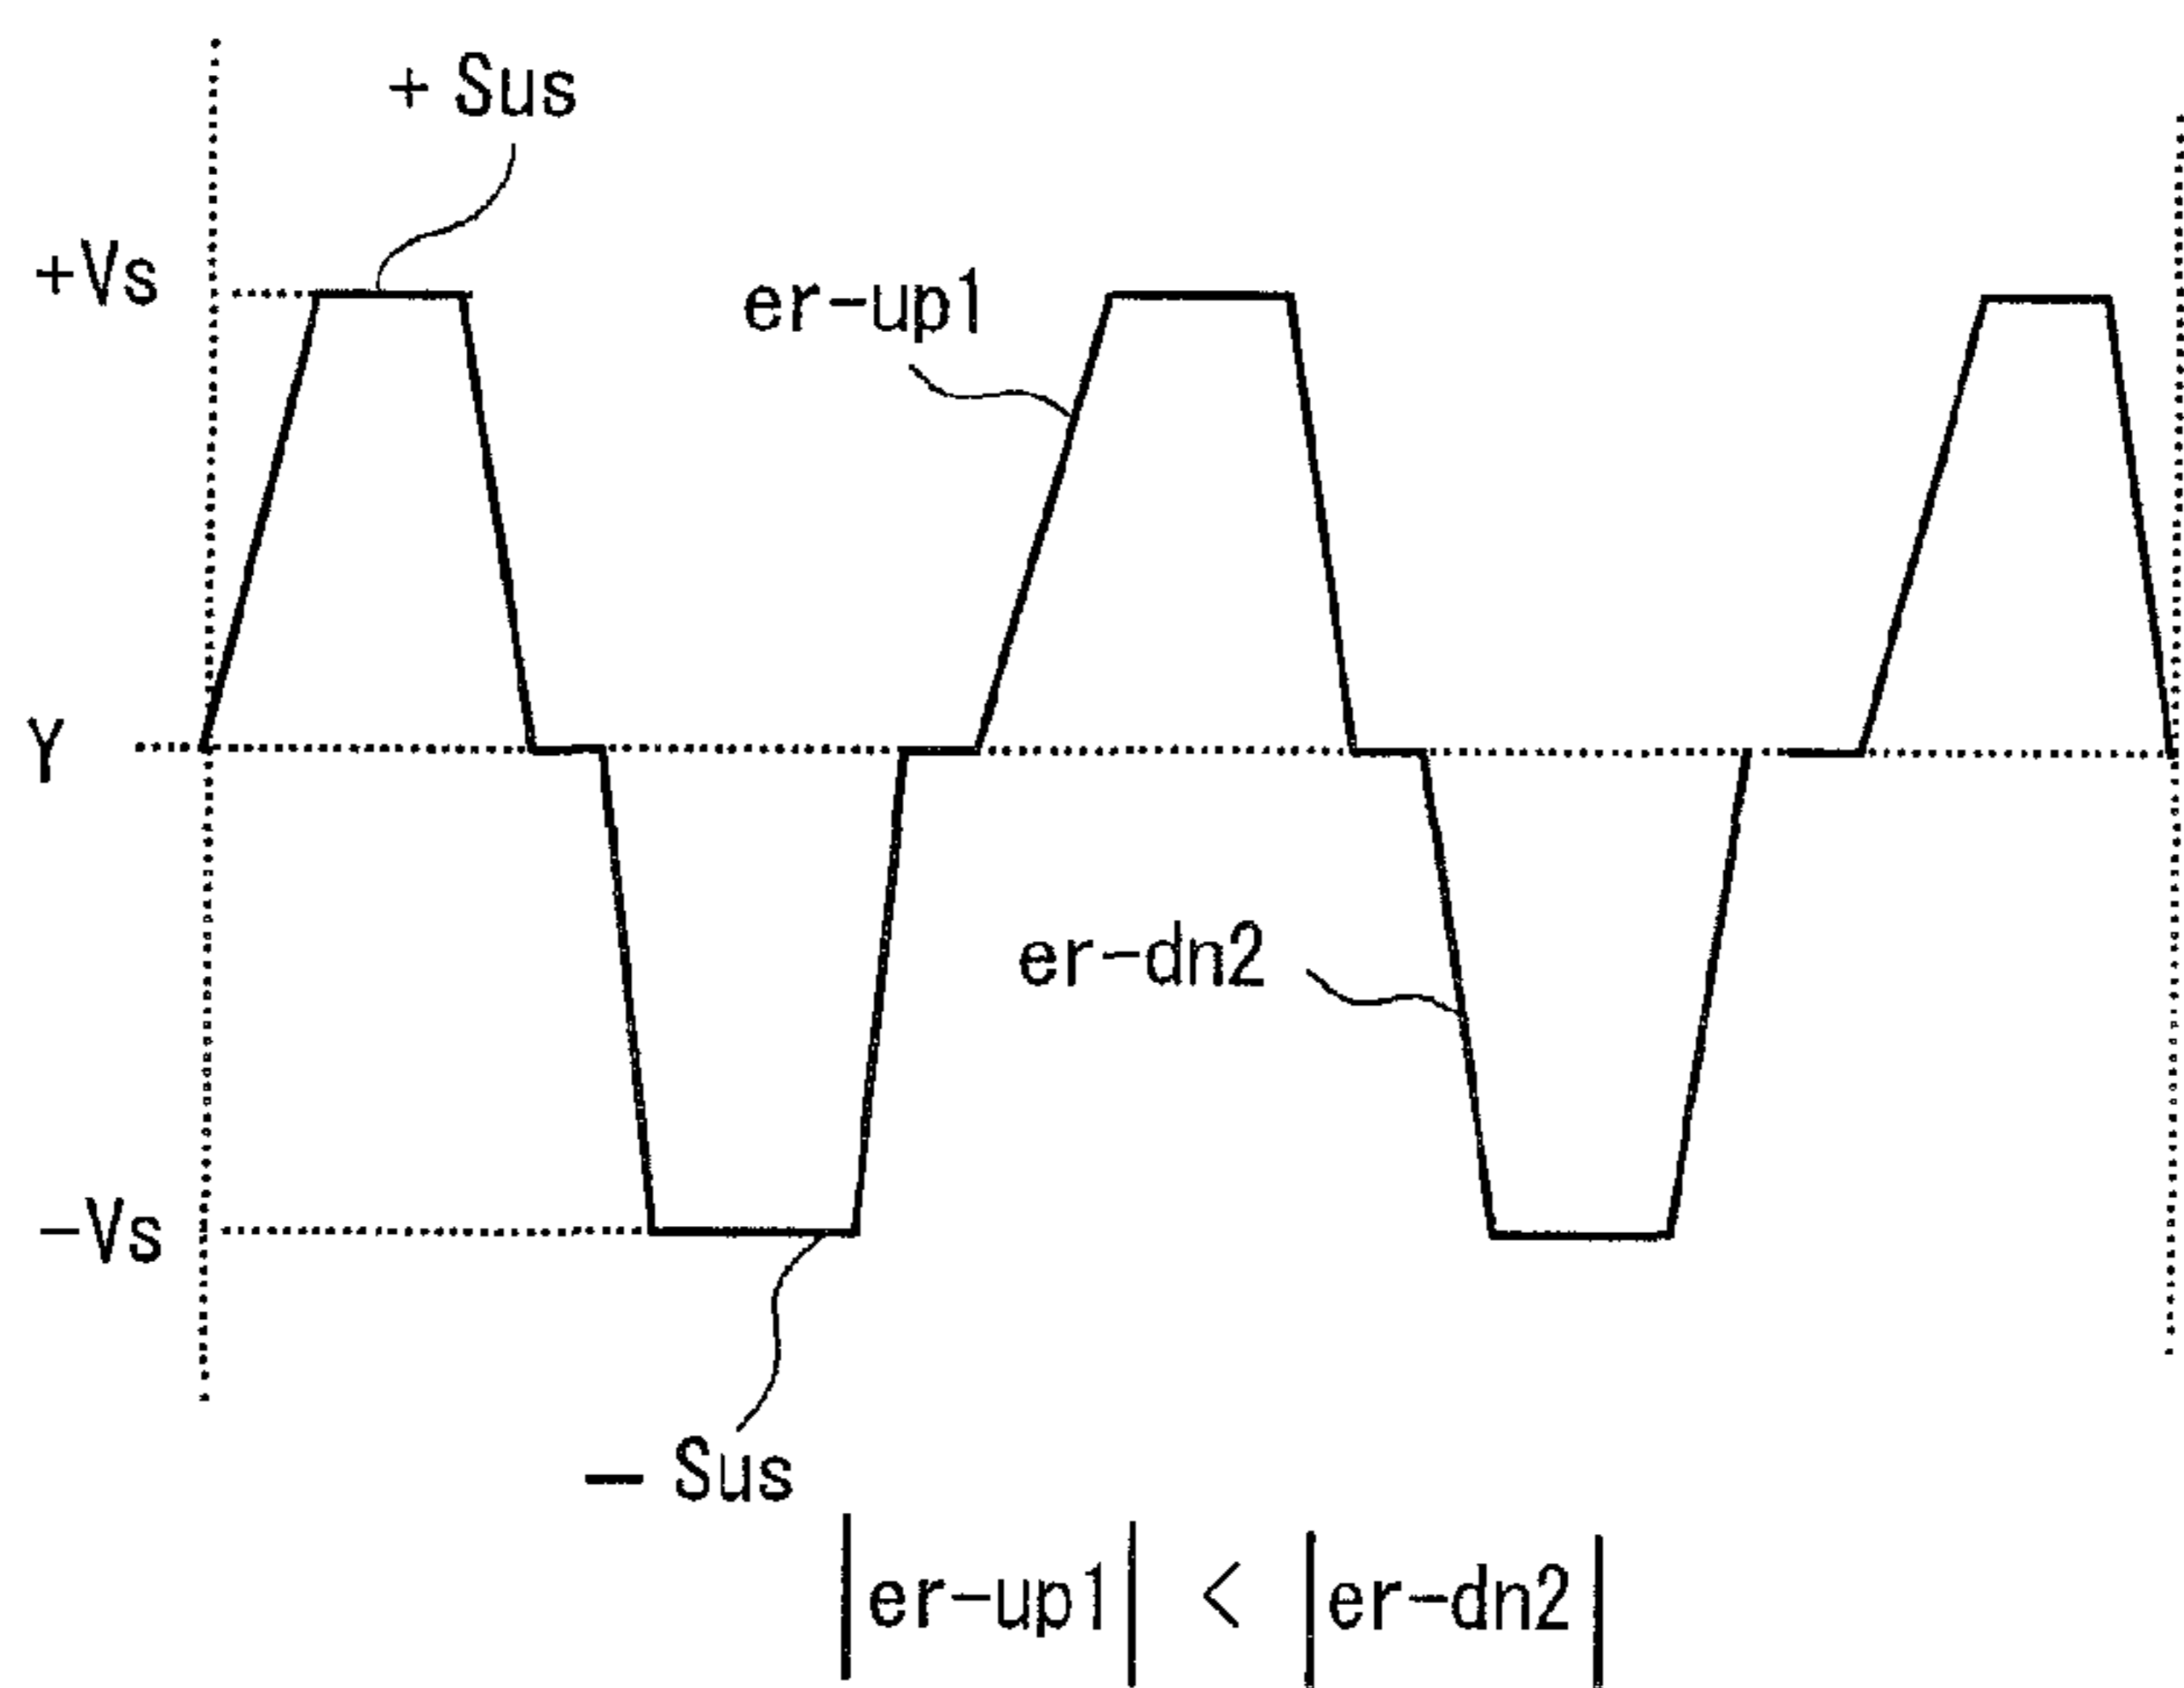 + Sus
+Vs
er-up1
Y
er-dn2
-Vs
- Sus
|er-up1| < |er-dn2|